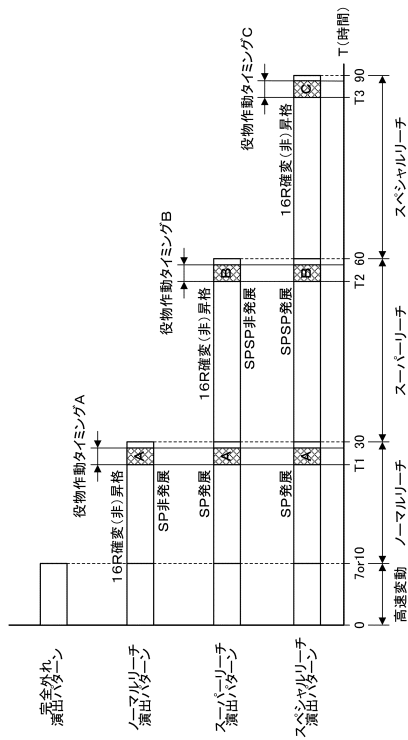 完全外れ
演出パターン
ノーマルリーチ
演出パターン
スーパーリーチ
演出パターン
スペシャルリーチ
演出パターン
役物作動タイミングA
16R確変(非)昇格
A
SP非発展
役物作動タイミングB
16R確変(非)昇格
SP発展
A
B
SPSP非発展
役物作動タイミングC
16R確変(非)昇格
SP発展
A
SPSP発展
B
C
0
7or10
T1
30
T2
60
T3
90
T(時間)
高速変動
ノーマルリーチ
スーパーリーチ
スペシャルリーチ